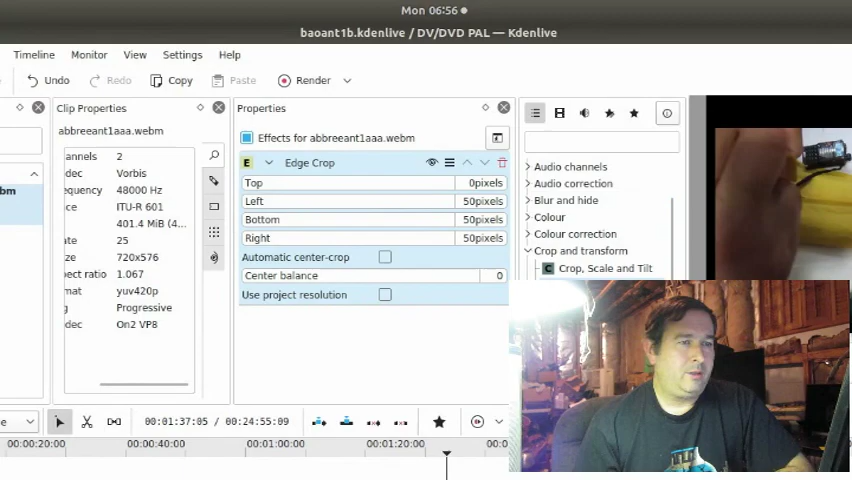 Mon 06:56
baoant1b.kdenlive / DV/DVD PAL — Kdenlive
Timeline Monitor View Settings Help
Undo Redo Copy Paste Render
Clip Properties
abbreeant1aaa.webm
annels 2
dec Vorbis
equency 48000 Hz
ce ITU-R 601
401.4 MiB (4...
ate 25
ize 720x576
pect ratio 1.067
mat yuv420p
g Progressive
dec On2 VP8
bm
Properties
Effects for abbreeant1aaa.webm
E Edge Crop
Top 0pixels
Left 50pixels
Bottom 50pixels
Right 50pixels
Automatic center-crop
Center balance 0
Use project resolution
Audio channels
Audio correction
Blur and hide
Colour
Colour correction
Crop and transform
C Crop, Scale and Tilt
e 00:01:37:05 / 00:24:55:09
00:00:20:00 00:00:40:00 00:01:00:00 00:01:20:00 00:0